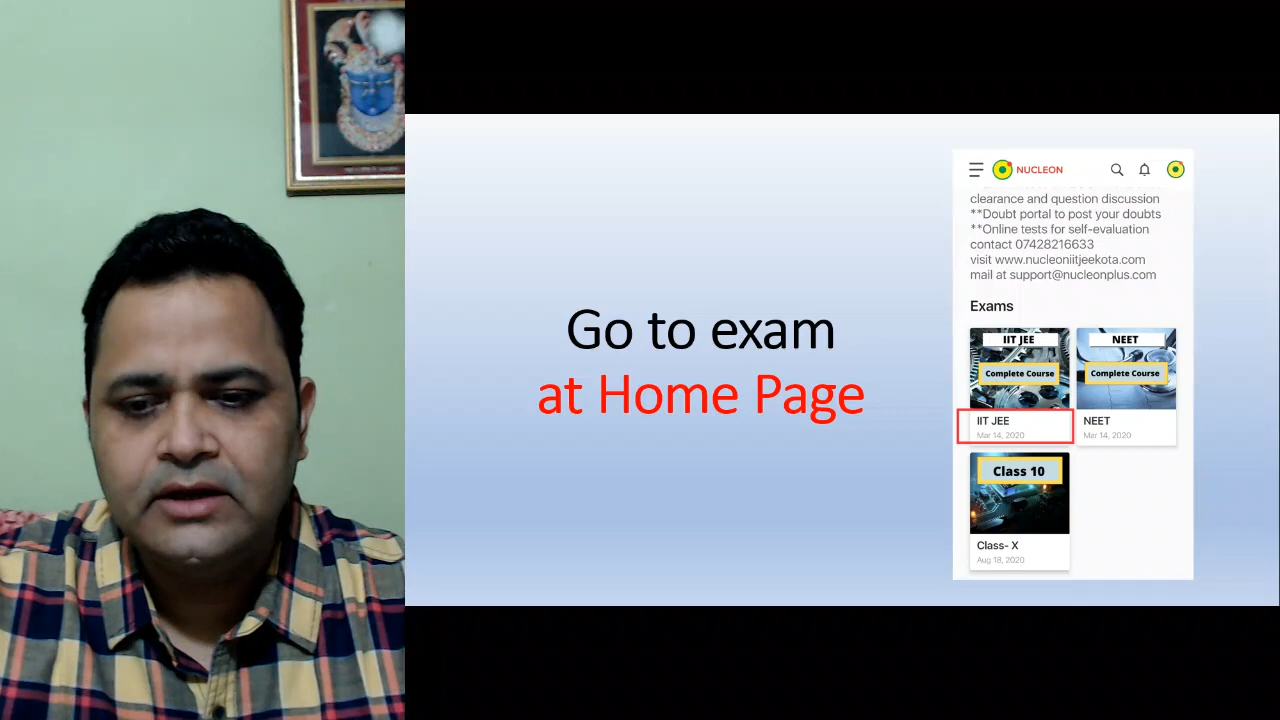 Go to exam
at Home Page
NUCLEON
clearance and question discussion
**Doubt portal to post your doubts
**Online tests for self-evaluation
contact 07428216633
visit www.nucleoniitjeekota.com
mail at support@nucleonplus.com
Exams
IIT JEE
Complete Course
IIT JEE
Mar 14, 2020
NEET
Complete Course
NEET
Mar 14, 2020
Class 10
Class- X
Aug 18, 2020